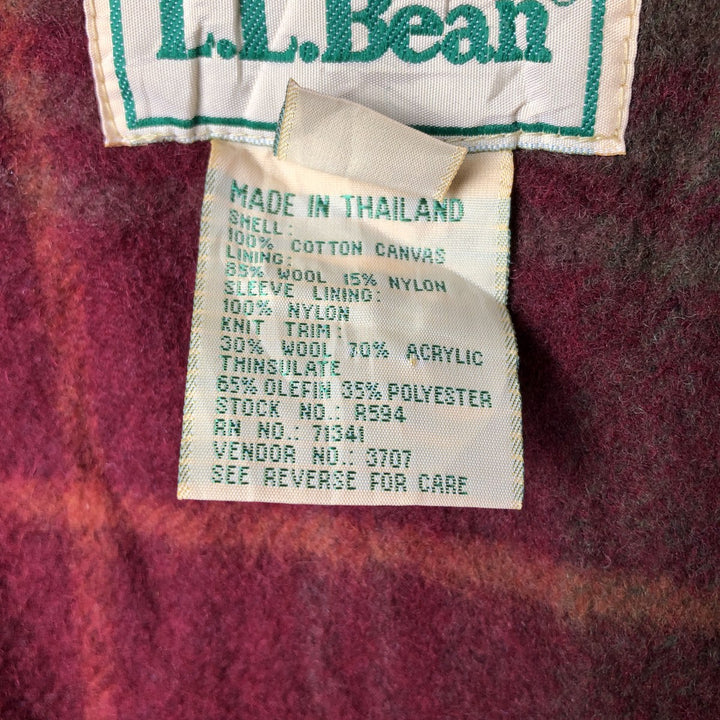 L.L.Bean®
MADE IN THAILAND
SHELL:
100% COTTON CANVAS
LINING:
85% WOOL 15% NYLON
SLEEVE LINING:
100% NYLON
KNIT TRIM:
30% WOOL 70% ACRYLIC
THINSULATE
65% OLEFIN 35% POLYESTER
STOCK NO.: R594
RN NO.: 71341
VENDOR NO.: 3707
SEE REVERSE FOR CARE